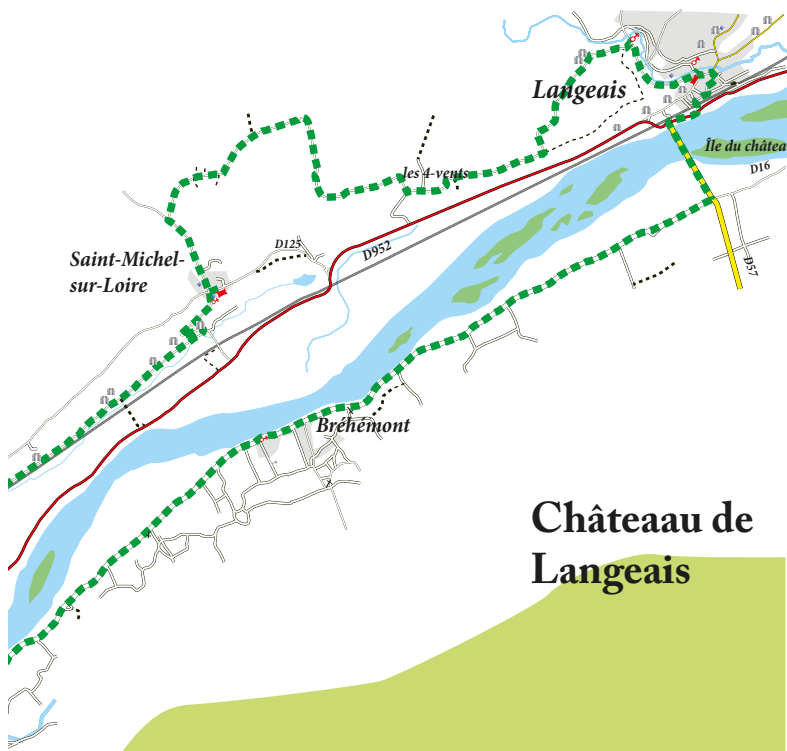 Langeais
Île du châtea
D16
les 4-vents
D125
D952
Saint-Michel-
sur-Loire
D57
Bréhémont
Châteaau de
Langeais